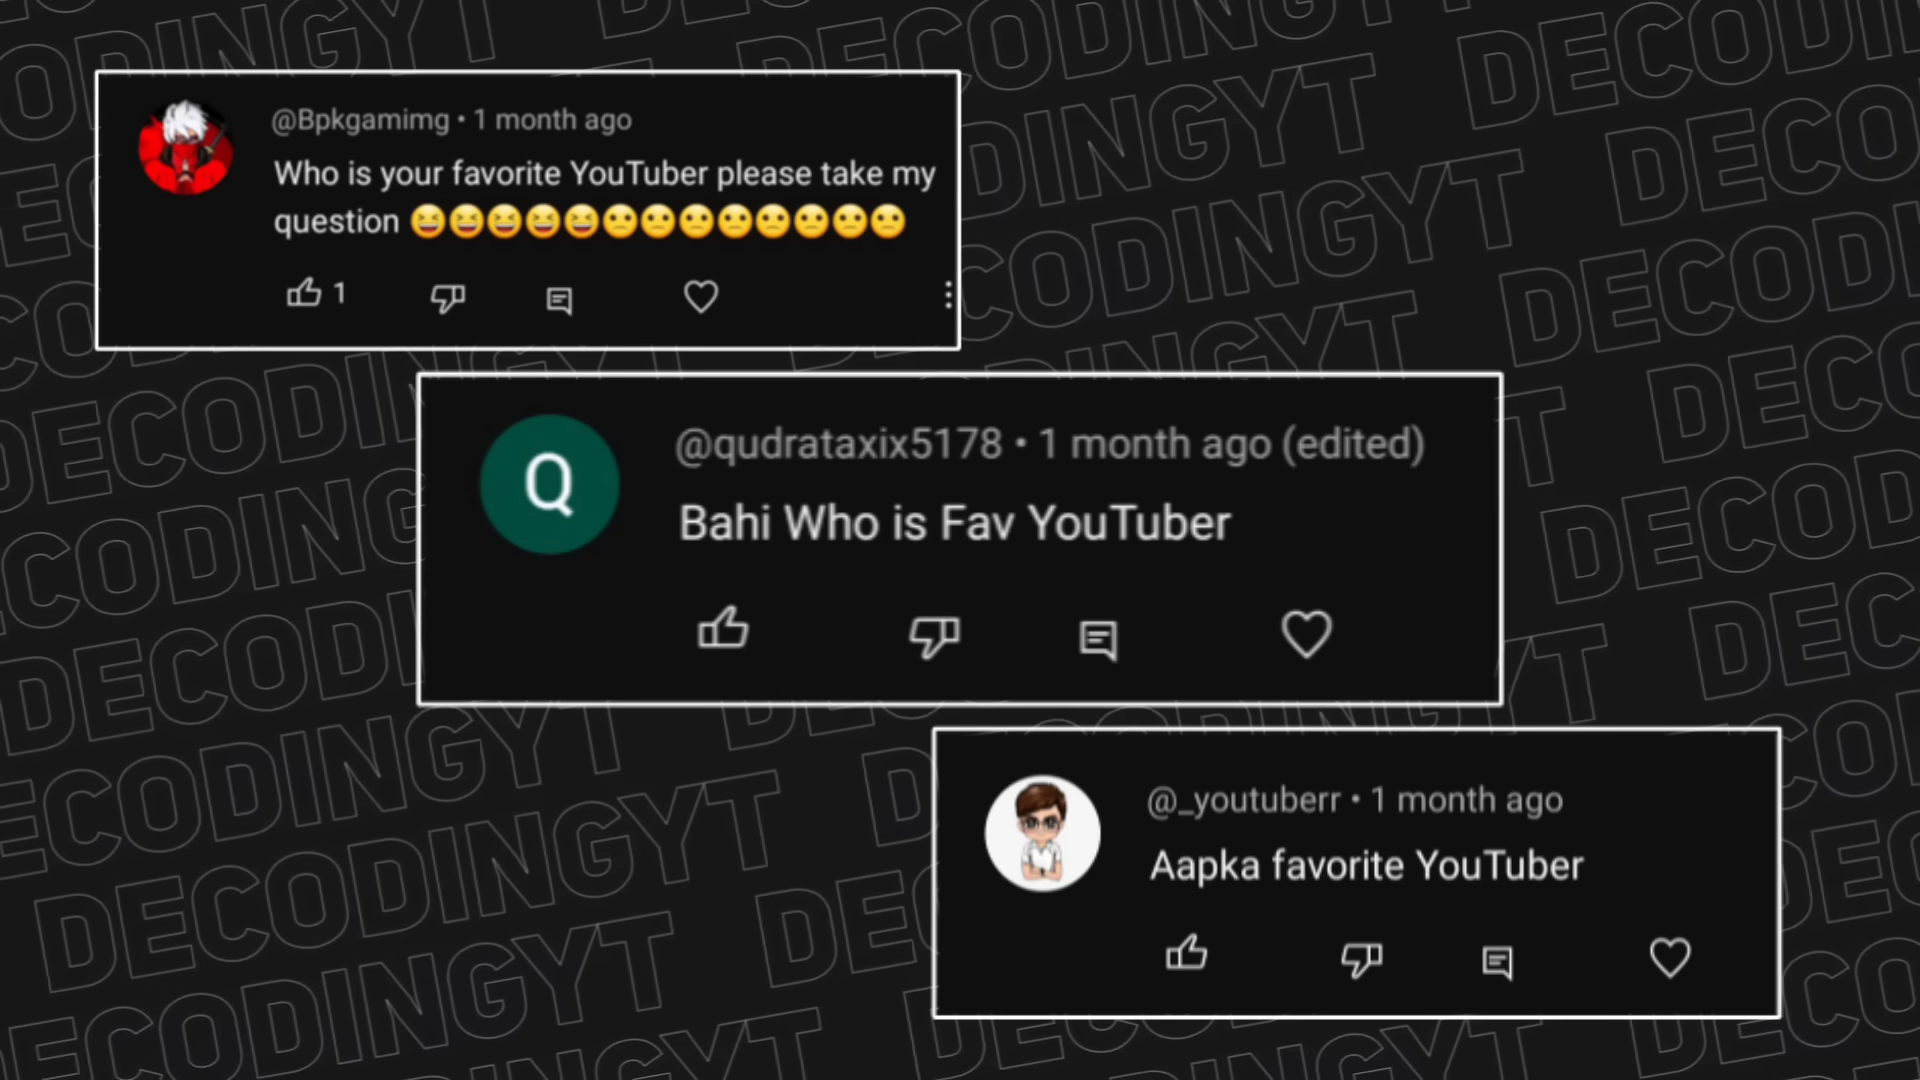 @Bpkgamimg • 1 month ago
Who is your favorite YouTuber please take my
question 😆😆😆😆😆🙁🙁🙁🙁🙁🙁🙁🙁
1
@qudrataxix5178 • 1 month ago (edited)
Q
Bahi Who is Fav YouTuber
@_youtuberr • 1 month ago
Aapka favorite YouTuber
DECODINGYT